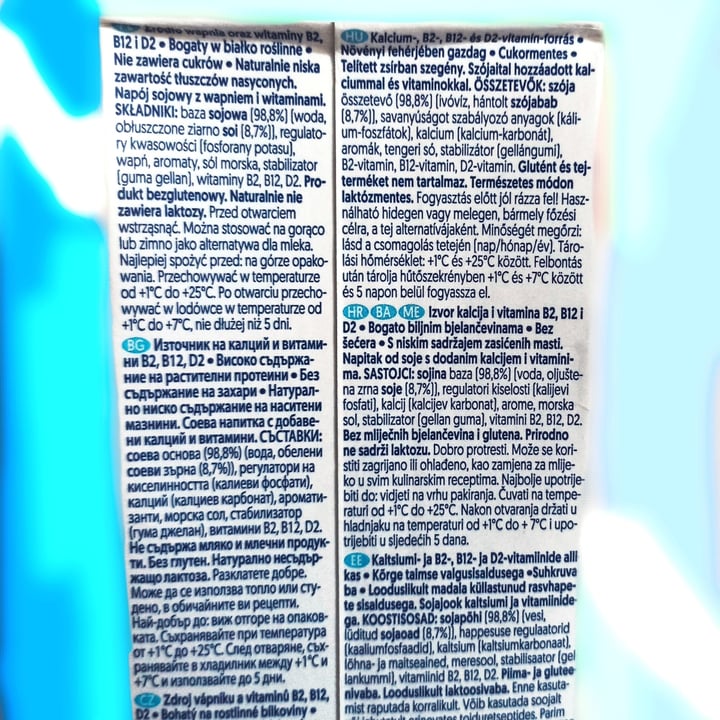 PL Źródło wapnia oraz witaminy B2,
B12 i D2 • Bogaty w białko roślinne •
Nie zawiera cukrów • Naturalnie niska
zawartość tłuszczów nasyconych.
Napój sojowy z wapniem i witaminami.
SKŁADNIKI: baza sojowa (98,8%) (woda,
obłuszczone ziarno soi (8,7%)), regulato-
ry kwasowości (fosforany potasu),
wapń, aromaty, sól morska, stabilizator
(guma gellan), witaminy B2, B12, D2. Pro-
dukt bezglutenowy. Naturalnie nie
zawiera laktozy. Przed otwarciem
wstrząsnąć. Można stosować na gorąco
lub zimno jako alternatywa dla mleka.
Najlepiej spożyć przed: na górze opako-
wania. Przechowywać w temperaturze
od +1°C do +25°C. Po otwarciu przecho-
wywać w lodówce w temperaturze od
+1°C do +7°C, nie dłużej niż 5 dni.
BG Източник на калций и витами-
ни B2, B12, D2 • Високо съдържа-
ние на растителни протеини • Без
съдържание на захари • Натурал-
но ниско съдържание на наситени
мазнини. Соева напитка с добаве-
ни калций и витамини. СЪСТАВКИ:
соева основа (98,8%) (вода, обелени
соеви зърна (8,7%)), регулатори на
киселинността (калиеви фосфати),
калций (калциев карбонат), аромати-
занти, морска сол, стабилизатор
(гума джелан), витамини B2, B12, D2.
Не съдържа мляко и млечни продук-
ти. Без глутен. Натурално несъдър-
жащо лактоза. Разклатете добре.
Може да се използва топло или сту-
дено, в обичайните ви рецепти.
Най-добър до: виж отгоре на опаков-
ката. Съхранявайте при температура
от +1°C до +25°C. След отваряне, съх-
ранявайте в хладилник между +1°C и
+7°C и използвайте до 5 дни.
CZ Zdroj vápníku a vitaminů B2, B12,
D2 • Bohatý na rostlinné bílkoviny •
HU Kalcium-, B2-, B12- és D2-vitamin-forrás •
Növényi fehérjében gazdag • Cukormentes •
Telített zsírban szegény. Szójaital hozzáadott kal-
ciummal és vitaminokkal. ÖSSZETEVŐK: szója
összetevő (98,8%) (ivóvíz, hántolt szójabab
(8,7%)), savanyúságot szabályozó anyagok (káli-
um-foszfátok), kalcium (kalcium-karbonát),
aromák, tengeri só, stabilizátor (gellángumi),
B2-vitamin, B12-vitamin, D2-vitamin. Glutént és tej-
terméket nem tartalmaz. Természetes módon
laktózmentes. Fogyasztás előtt jól rázza fel! Hasz-
nálható hidegen vagy melegen, bármely főzési
célra, a tej alternatívájaként. Minőségét megőrzi:
lásd a csomagolás tetején (nap/hónap/év). Táro-
lási hőmérséklet: +1°C és +25°C között. Felbontás
után tárolja hűtőszekrényben +1°C és +7°C között
és 5 napon belül fogyassza el.
HR BA ME Izvor kalcija i vitamina B2, B12 i
D2 • Bogato biljnim bjelančevinama • Bez
šećera • S niskim sadržajem zasićenih masti.
Napitak od soje s dodanim kalcijem i vitamini-
ma. SASTOJCI: sojina baza (98,8%) (voda, oljušte-
na zrna soje (8,7%)), regulatori kiselosti (kalijevi
fosfati), kalcij (kalcijev karbonat), arome, morska
sol, stabilizator (gellan guma), vitamini B2, B12, D2.
Bez mliječnih bjelančevina i glutena. Prirodno
ne sadrži laktozu. Dobro protresti. Može se kori-
stiti zagrijano ili ohlađeno, kao zamjena za mlije-
ko u svim kulinarskim receptima. Najbolje upotrije-
biti do: vidjeti na vrhu pakiranja. Čuvati na tempe-
raturi od +1°C do +25°C. Nakon otvaranja držati u
hladnjaku na temperaturi od +1°C do + 7°C i upo-
trijebiti u sljedećih 5 dana.
EE Kaltsiumi- ja B2-, B12- ja D2-vitamiinide alli
kas • Kõrge taimse valgusisaldusega • Suhkruva
ba • Looduslikult madala küllastunud rasvhape-
te sisaldusega. Sojajook kaltsiumi ja vitamiinide-
ga. KOOSTISOSAD: sojapõhi (98,8%) (vesi,
lüditud sojaoad (8,7%)), happesuse regulaatorid
(kaaliumfosfaadid), kaltsium (kaltsiumkarbonaat),
lõhna- ja maitseained, meresool, stabilisaator (gel
lankummi), vitamiinid B2, B12, D2. Piima- ja glutee-
nivaba. Looduslikult laktoosivaba. Enne kasuta-
mist raputada korralikult. Võib kasutada soojalt